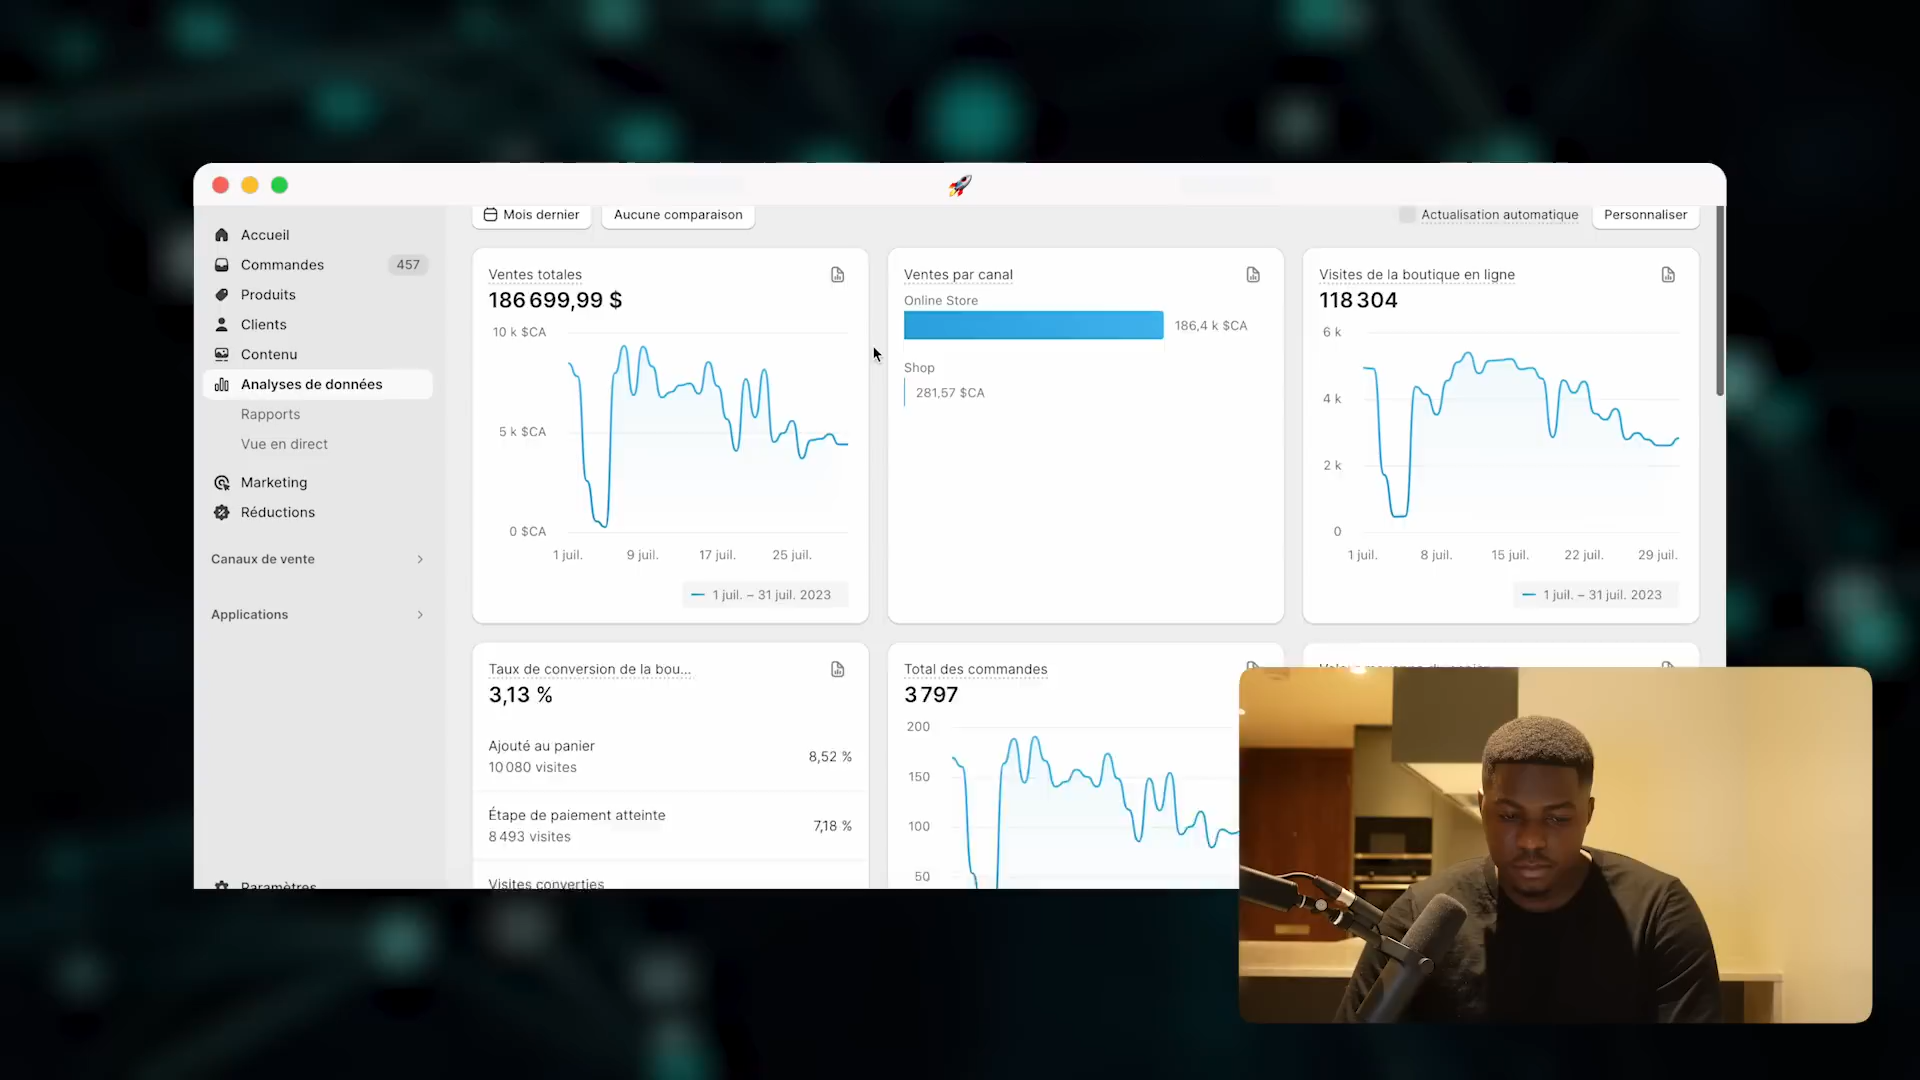 Mois dernier
Aucune comparaison
Actualisation automatique
Personnaliser
Accueil
Commandes 457
Produits
Clients
Contenu
Analyses de données
Rapports
Vue en direct
Marketing
Réductions
Canaux de vente
Applications
Paramètres
Ventes totales
186 699,99 $
10 k $CA
5 k $CA
0 $CA
1 juil. 9 juil. 17 juil. 25 juil.
1 juil. – 31 juil. 2023
Ventes par canal
Online Store
186,4 k $CA
Shop
281,57 $CA
Visites de la boutique en ligne
118 304
6 k
4 k
2 k
0
1 juil. 8 juil. 15 juil. 22 juil. 29 juil.
1 juil. – 31 juil. 2023
Taux de conversion de la bou...
3,13 %
Ajouté au panier
10 080 visites
8,52 %
Étape de paiement atteinte
8 493 visites
7,18 %
Visites converties
Total des commandes
3 797
200
150
100
50